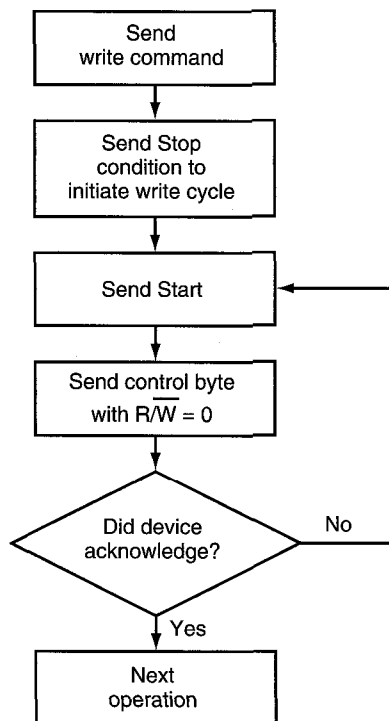 Send
write command
Send Stop
condition to
initiate write cycle
Send Start
Send control byte
with R/W̅ = 0
Did device
acknowledge?
No
Yes
Next
operation